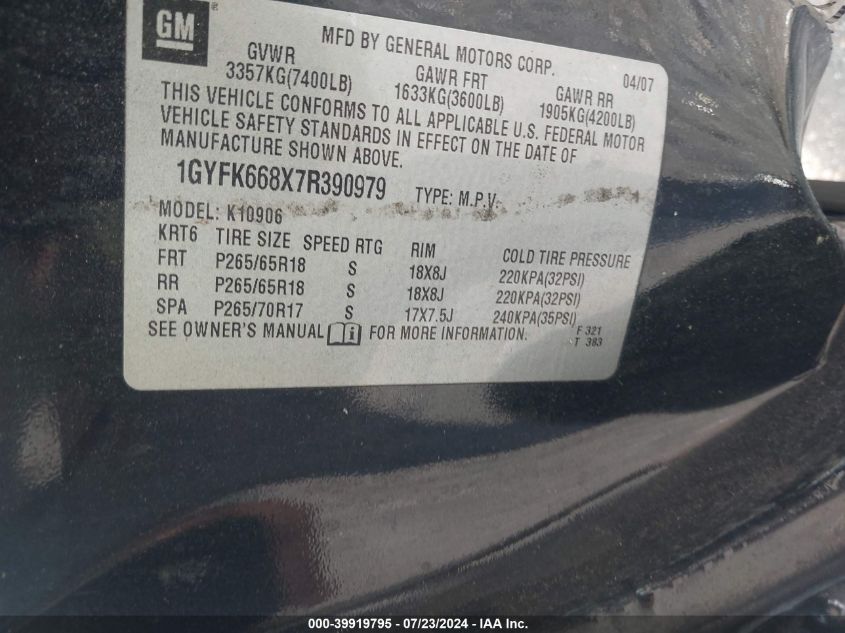 GM
MFD BY GENERAL MOTORS CORP. 04/07
GVWR GAWR FRT GAWR RR
3357KG(7400LB) 1633KG(3600LB) 1905KG(4200LB)
THIS VEHICLE CONFORMS TO ALL APPLICABLE U.S. FEDERAL MOTOR
VEHICLE SAFETY STANDARDS IN EFFECT ON THE DATE OF
MANUFACTURE SHOWN ABOVE.
1GYFK668X7R390979 TYPE: M.P.V.
MODEL: K10906
KRT6 TIRE SIZE SPEED RTG RIM COLD TIRE PRESSURE
FRT P265/65R18 S 18X8J 220KPA(32PSI)
RR P265/65R18 S 18X8J 220KPA(32PSI)
SPA P265/70R17 S 17X7.5J 240KPA(35PSI)
SEE OWNER'S MANUAL FOR MORE INFORMATION.
F 321
T 383
000-39919795 - 07/23/2024 - IAAI Inc.